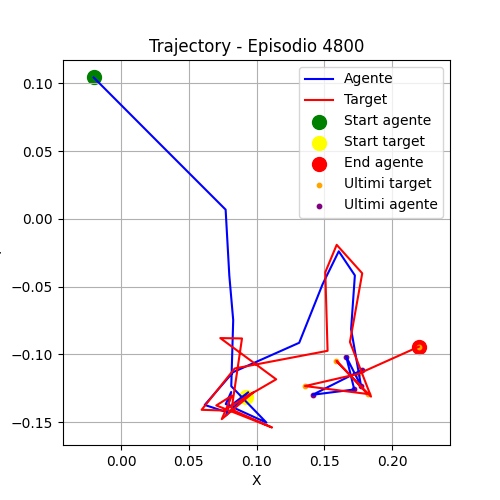 Trajectory - Episodio 4800
Agente
Target
Start agente
Start target
End agente
Ultimi target
Ultimi agente
0.10
0.05
0.00
−0.05
−0.10
−0.15
0.00
0.05
0.10
0.15
0.20
X